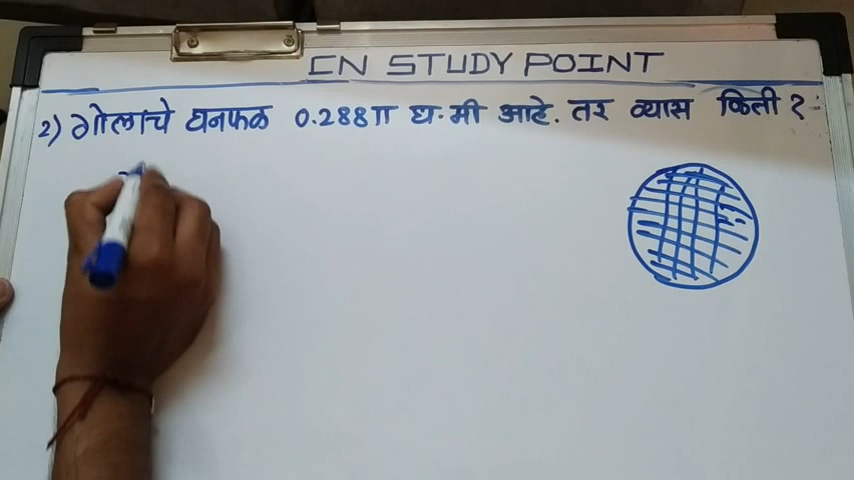 CN STUDY POINT
2) गोलाचे घनफळ 0.288π घ.मी आहे. तर व्यास किती ?